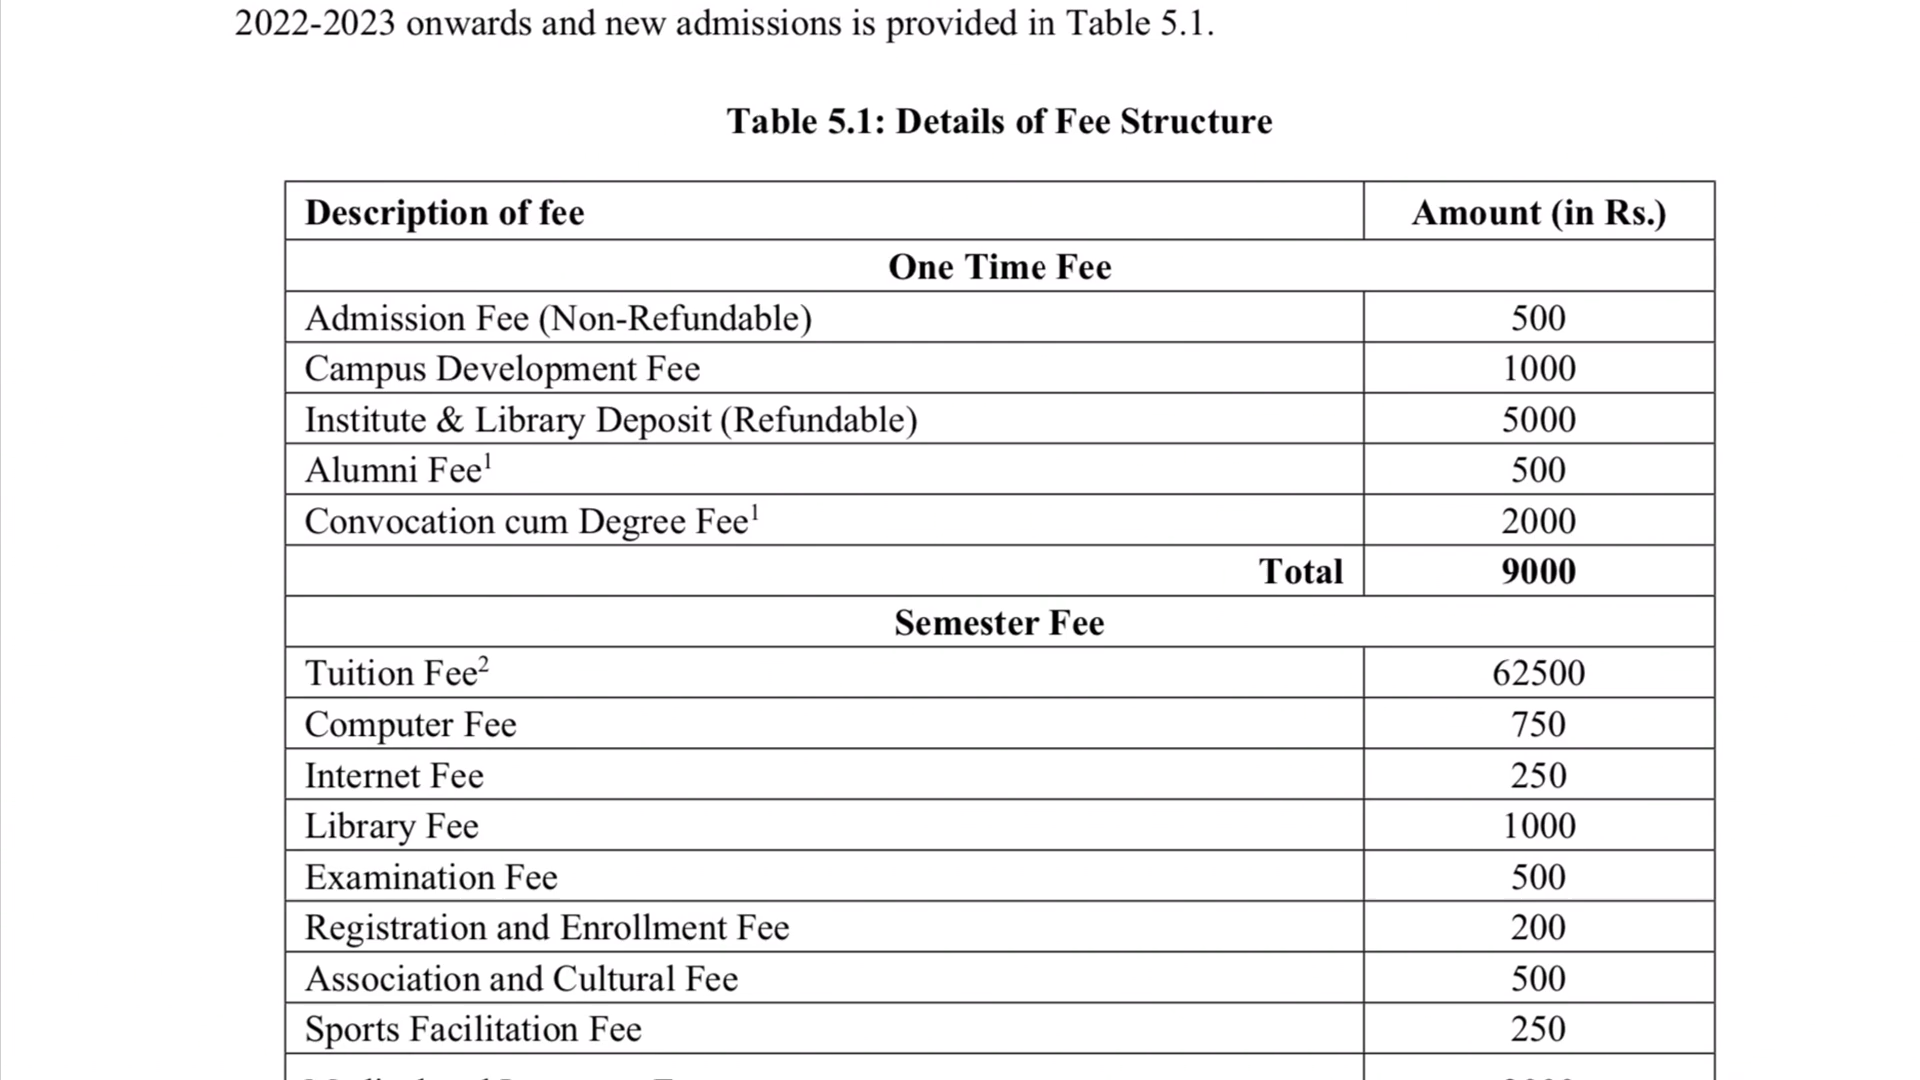 2022-2023 onwards and new admissions is provided in Table 5.1.
Table 5.1: Details of Fee Structure
Description of fee Amount (in Rs.)
One Time Fee
Admission Fee (Non-Refundable) 500
Campus Development Fee 1000
Institute & Library Deposit (Refundable) 5000
Alumni Fee¹ 500
Convocation cum Degree Fee¹ 2000
Total 9000
Semester Fee
Tuition Fee² 62500
Computer Fee 750
Internet Fee 250
Library Fee 1000
Examination Fee 500
Registration and Enrollment Fee 200
Association and Cultural Fee 500
Sports Facilitation Fee 250